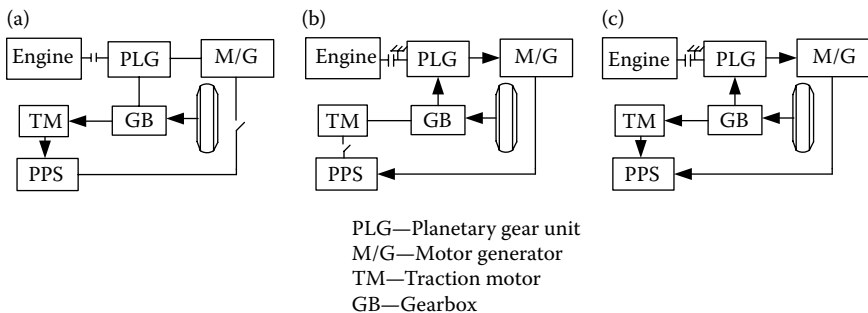 (a)
Engine
PLG
M/G
TM
GB
PPS
(b)
Engine
PLG
M/G
TM
GB
PPS
(c)
Engine
PLG
M/G
TM
GB
PPS
PLG—Planetary gear unit
M/G—Motor generator
TM—Traction motor
GB—Gearbox